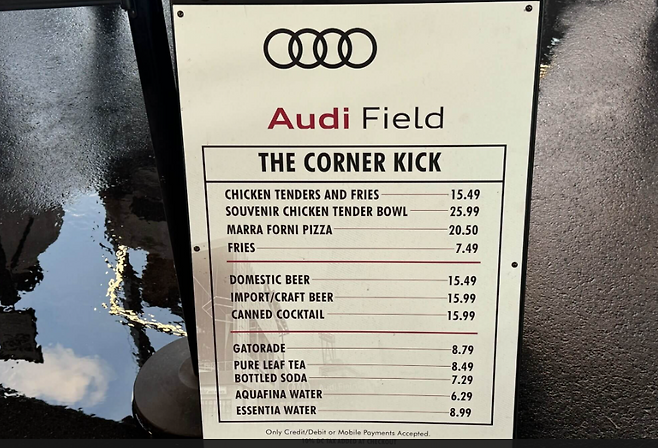 Audi Field
THE CORNER KICK
CHICKEN TENDERS AND FRIES 15.49
SOUVENIR CHICKEN TENDER BOWL 25.99
MARRA FORNI PIZZA 20.50
FRIES 7.49
DOMESTIC BEER 15.49
IMPORT/CRAFT BEER 15.99
CANNED COCKTAIL 15.99
GATORADE 8.79
PURE LEAF TEA 8.49
BOTTLED SODA 7.29
AQUAFINA WATER 6.29
ESSENTIA WATER 8.99
Only Credit/Debit or Mobile Payments Accepted.